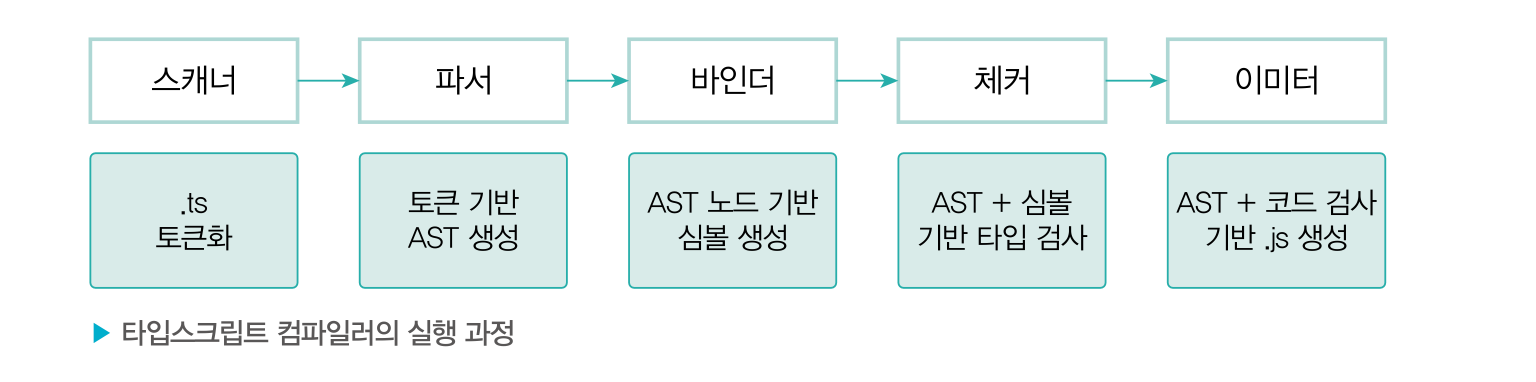 스캐너
파서
바인더
체커
이미터
.ts
토큰화
토큰 기반
AST 생성
AST 노드 기반
심볼 생성
AST + 심볼
기반 타입 검사
AST + 코드 검사
기반 .js 생성
▶ 타입스크립트 컴파일러의 실행 과정